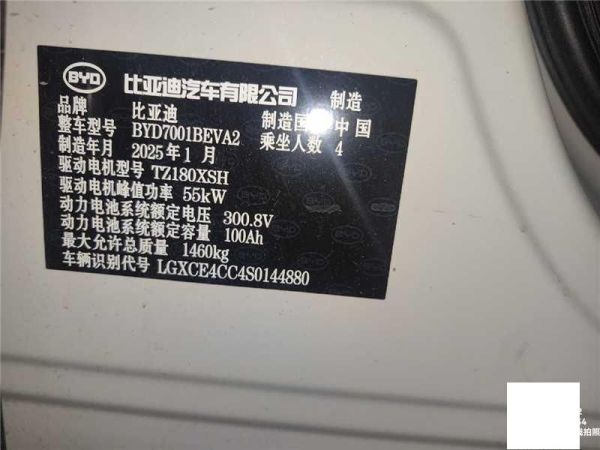 BYD 比亚迪汽车有限公司 制造
品牌 比亚迪 制造国 中国
整车型号 BYD7001BEVA2 乘坐人数 4
制造年月 2025年1月
驱动电机型号 TZ180XSH
驱动电机峰值功率 55kW
动力电池系统额定电压 300.8V
动力电池系统额定容量 100Ah
最大允许总质量 1460kg
车辆识别代号 LGXCE4CC4S0144880